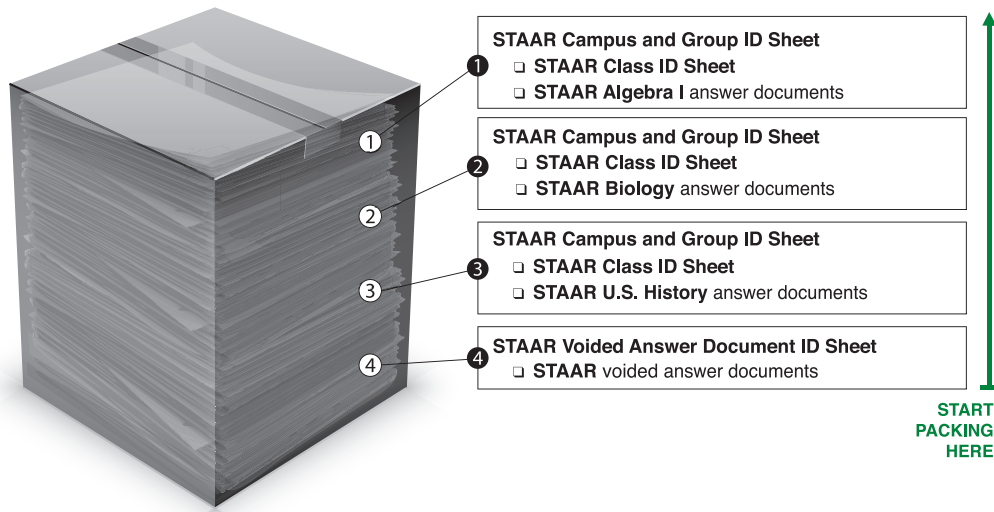 STAAR Campus and Group ID Sheet
❏ STAAR Class ID Sheet
❏ STAAR Algebra I answer documents
1
1
STAAR Campus and Group ID Sheet
❏ STAAR Class ID Sheet
❏ STAAR Biology answer documents
2
2
STAAR Campus and Group ID Sheet
❏ STAAR Class ID Sheet
❏ STAAR U.S. History answer documents
3
3
STAAR Voided Answer Document ID Sheet
❏ STAAR voided answer documents
4
4
START
PACKING
HERE